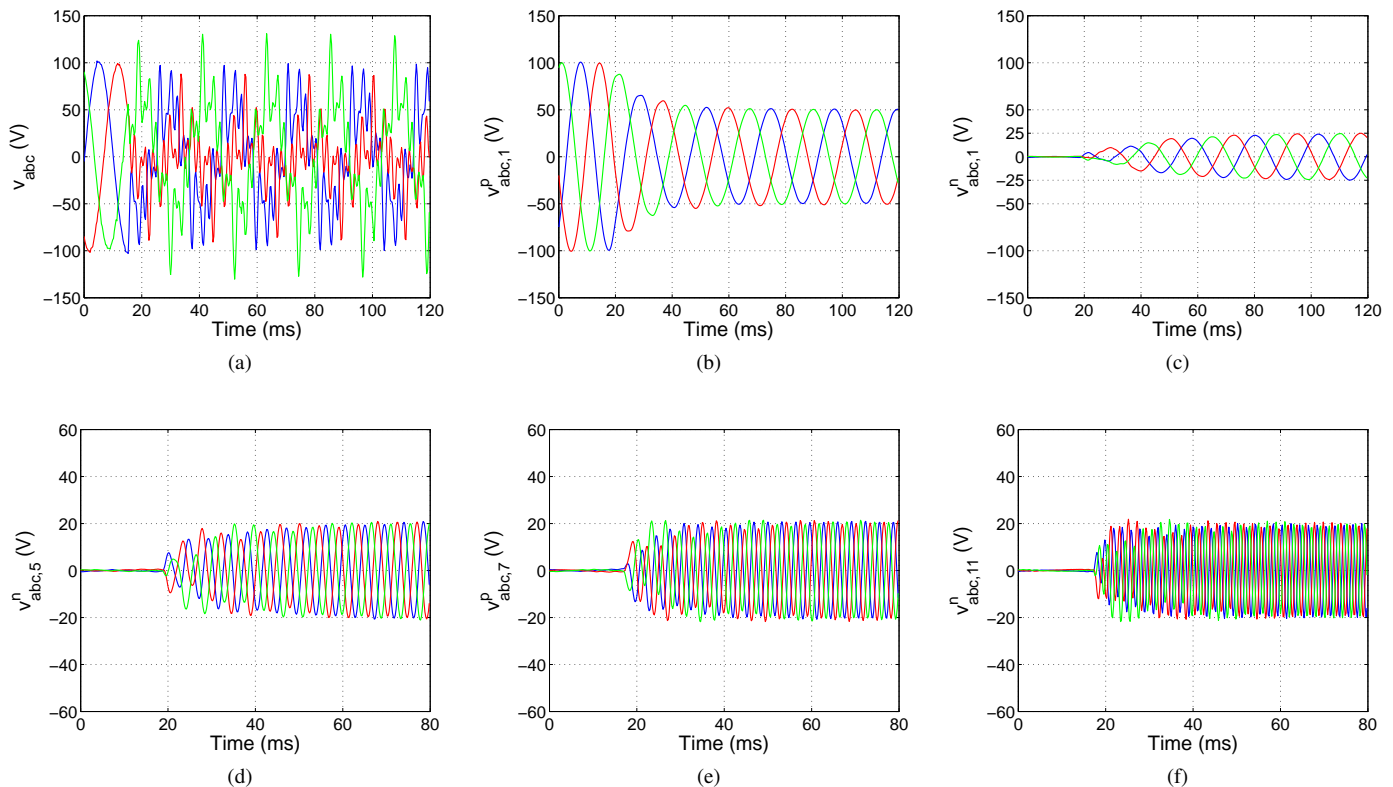 150
100
50
0
−50
−100
−150
0 20 40 60 80 100 120
v_abc (V)
Time (ms)
(a)
150
100
50
0
−50
−100
−150
0 20 40 60 80 100 120
v^p_abc,1 (V)
Time (ms)
(b)
150
100
50
25
0
−25
−50
−100
−150
0 20 40 60 80 100 120
v^n_abc,1 (V)
Time (ms)
(c)
60
40
20
0
−20
−40
−60
0 20 40 60 80
v^n_abc,5 (V)
Time (ms)
(d)
60
40
20
0
−20
−40
−60
0 20 40 60 80
v^p_abc,7 (V)
Time (ms)
(e)
60
40
20
0
−20
−40
−60
0 20 40 60 80
v^n_abc,11 (V)
Time (ms)
(f)